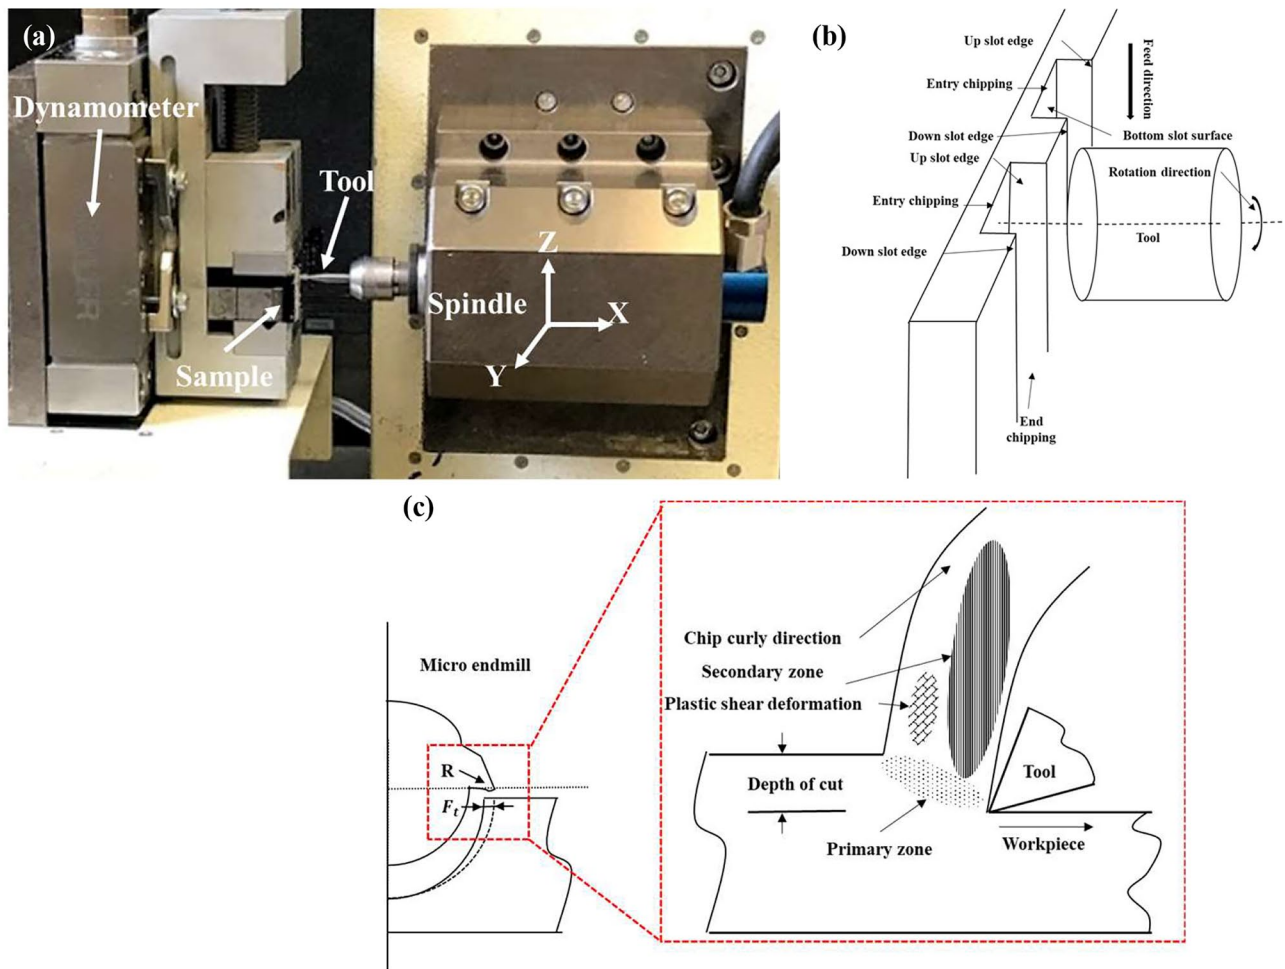 (a)
Dynamometer
Tool
Sample
Spindle
Z
X
Y
(b)
Up slot edge
Feed direction
Entry chipping
Down slot edge
Bottom slot surface
Up slot edge
Rotation direction
Entry chipping
Tool
Down slot edge
End
chipping
(c)
Micro endmill
R
Fₜ
Chip curly direction
Secondary zone
Plastic shear deformation
Depth of cut
Tool
Primary zone
Workpiece